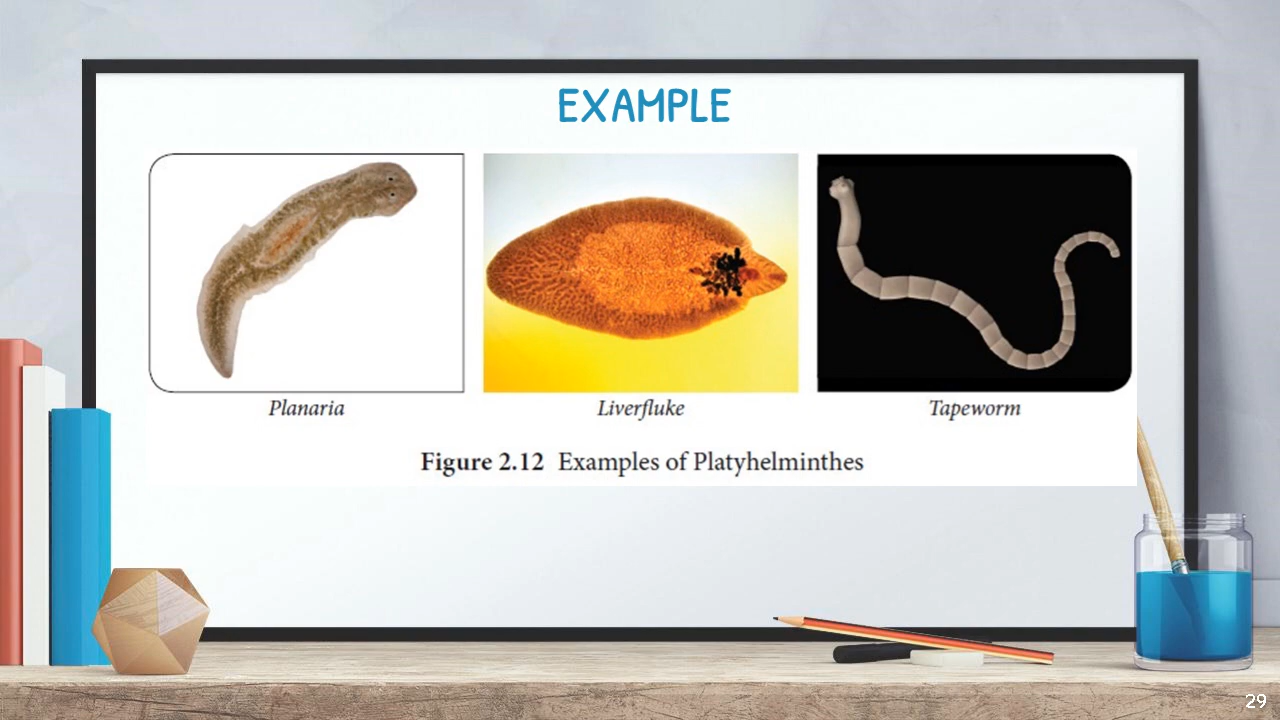 EXAMPLE
Planaria
Liverfluke
Tapeworm
Figure 2.12 Examples of Platyhelminthes
29